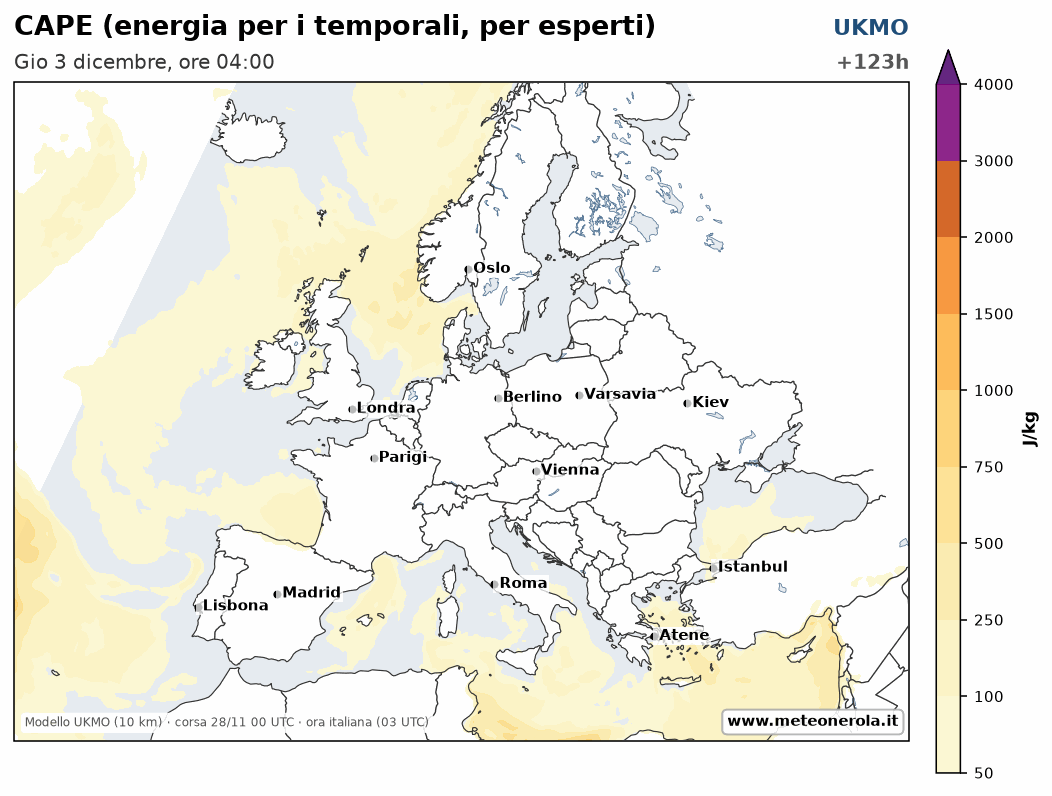 CAPE (energia per i temporali, per esperti)
UKMO
Gio 3 dicembre, ore 04:00
+123h
4000
3000
2000
1500
1000
750
500
250
100
50
J/kg
Oslo
Berlino
Varsavia
Kiev
Londra
Parigi
Vienna
Istanbul
Roma
Madrid
Lisbona
Atene
Modello UKMO (10 km) · corsa 28/11 00 UTC · ora italiana (03 UTC)
www.meteonerola.it